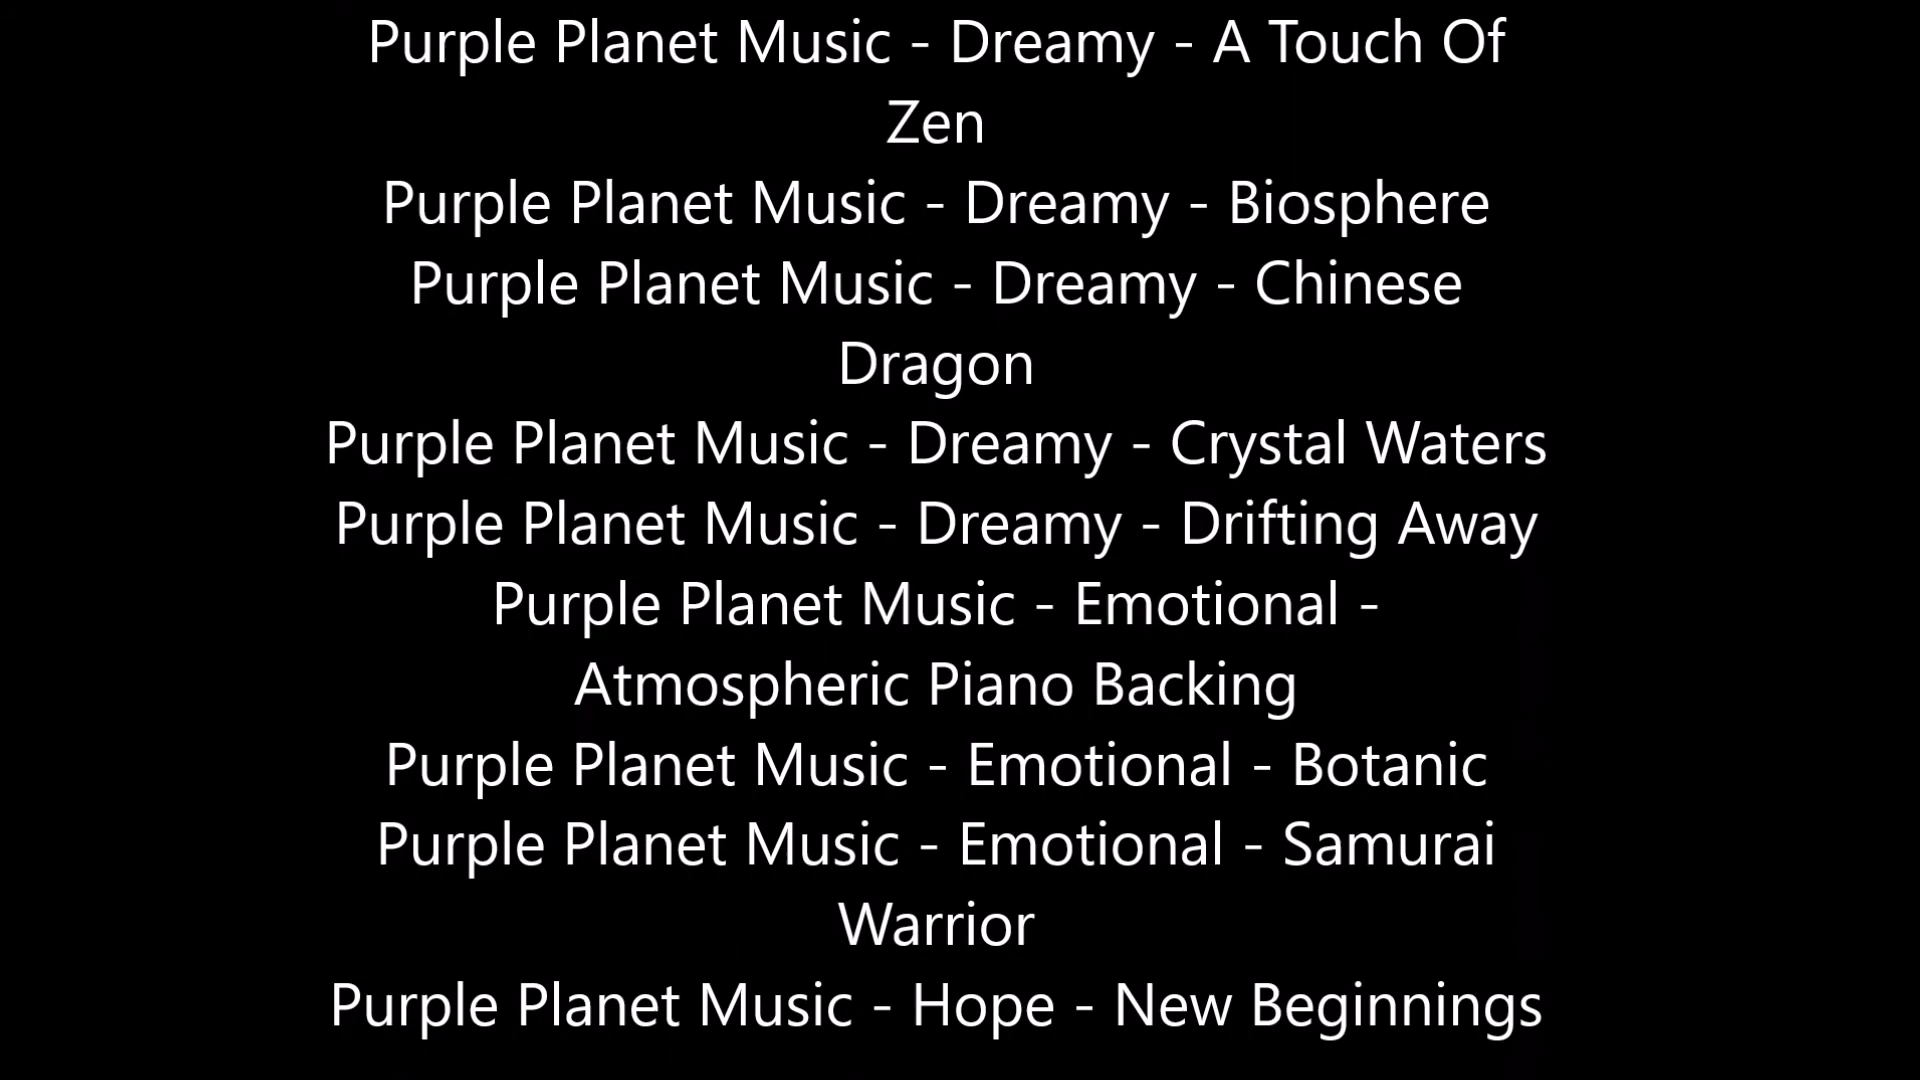 Purple Planet Music - Dreamy - A Touch Of
Zen
Purple Planet Music - Dreamy - Biosphere
Purple Planet Music - Dreamy - Chinese
Dragon
Purple Planet Music - Dreamy - Crystal Waters
Purple Planet Music - Dreamy - Drifting Away
Purple Planet Music - Emotional -
Atmospheric Piano Backing
Purple Planet Music - Emotional - Botanic
Purple Planet Music - Emotional - Samurai
Warrior
Purple Planet Music - Hope - New Beginnings